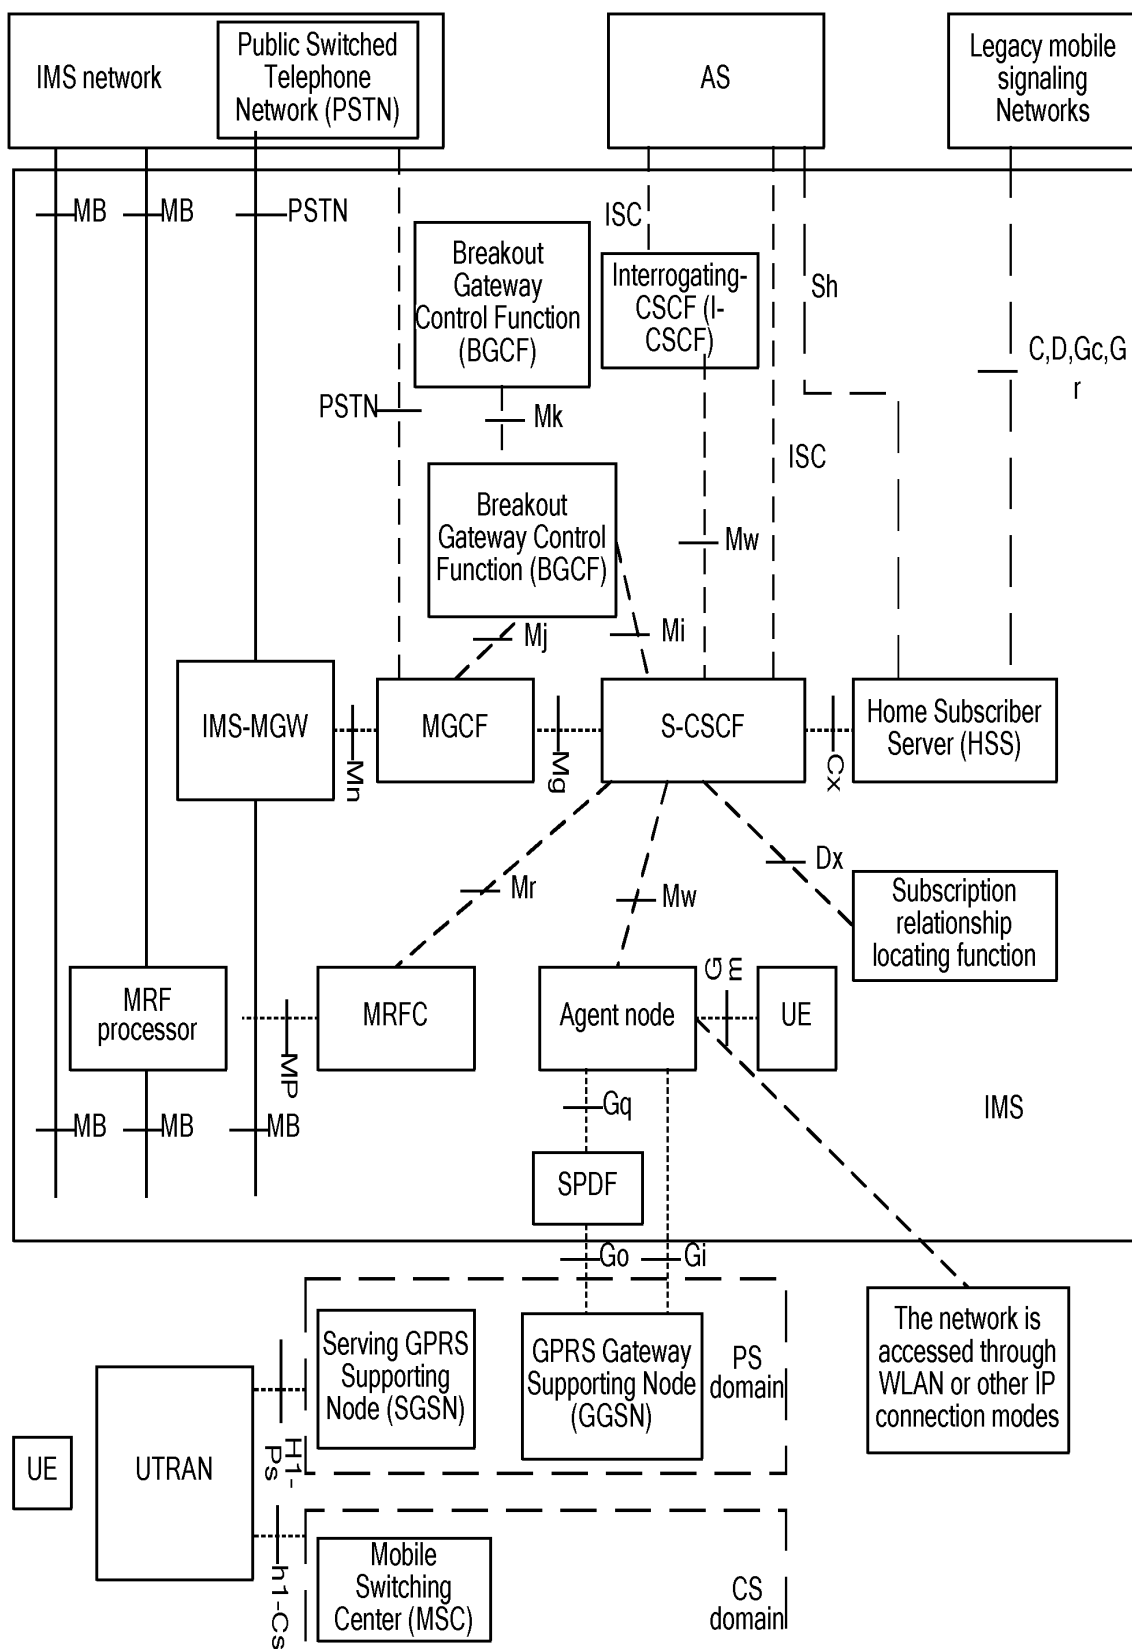 IMS network
Public Switched
Telephone
Network (PSTN)
AS
Legacy mobile
signaling
Networks
MB
MB
PSTN
ISC
Breakout
Gateway
Control Function
(BGCF)
Interrogating-
CSCF (I-
CSCF)
Sh
C,D,Gc,G
r
PSTN
Mk
ISC
Breakout
Gateway Control
Function (BGCF)
Mw
Mj
Mi
IMS-MGW
MGCF
S-CSCF
Home Subscriber
Server (HSS)
Mn
Mg
Cx
Mr
Mw
Dx
Subscription
relationship
locating function
MRF
processor
MRFC
Agent node
G
m
UE
MP
MB
MB
MB
Gq
IMS
SPDF
Go
Gi
Serving GPRS
Supporting
Node (SGSN)
GPRS Gateway
Supporting Node
(GGSN)
PS
domain
The network is
accessed through
WLAN or other IP
connection modes
UE
UTRAN
H1-
Ps
h1-Cs
Mobile
Switching
Center (MSC)
CS
domain